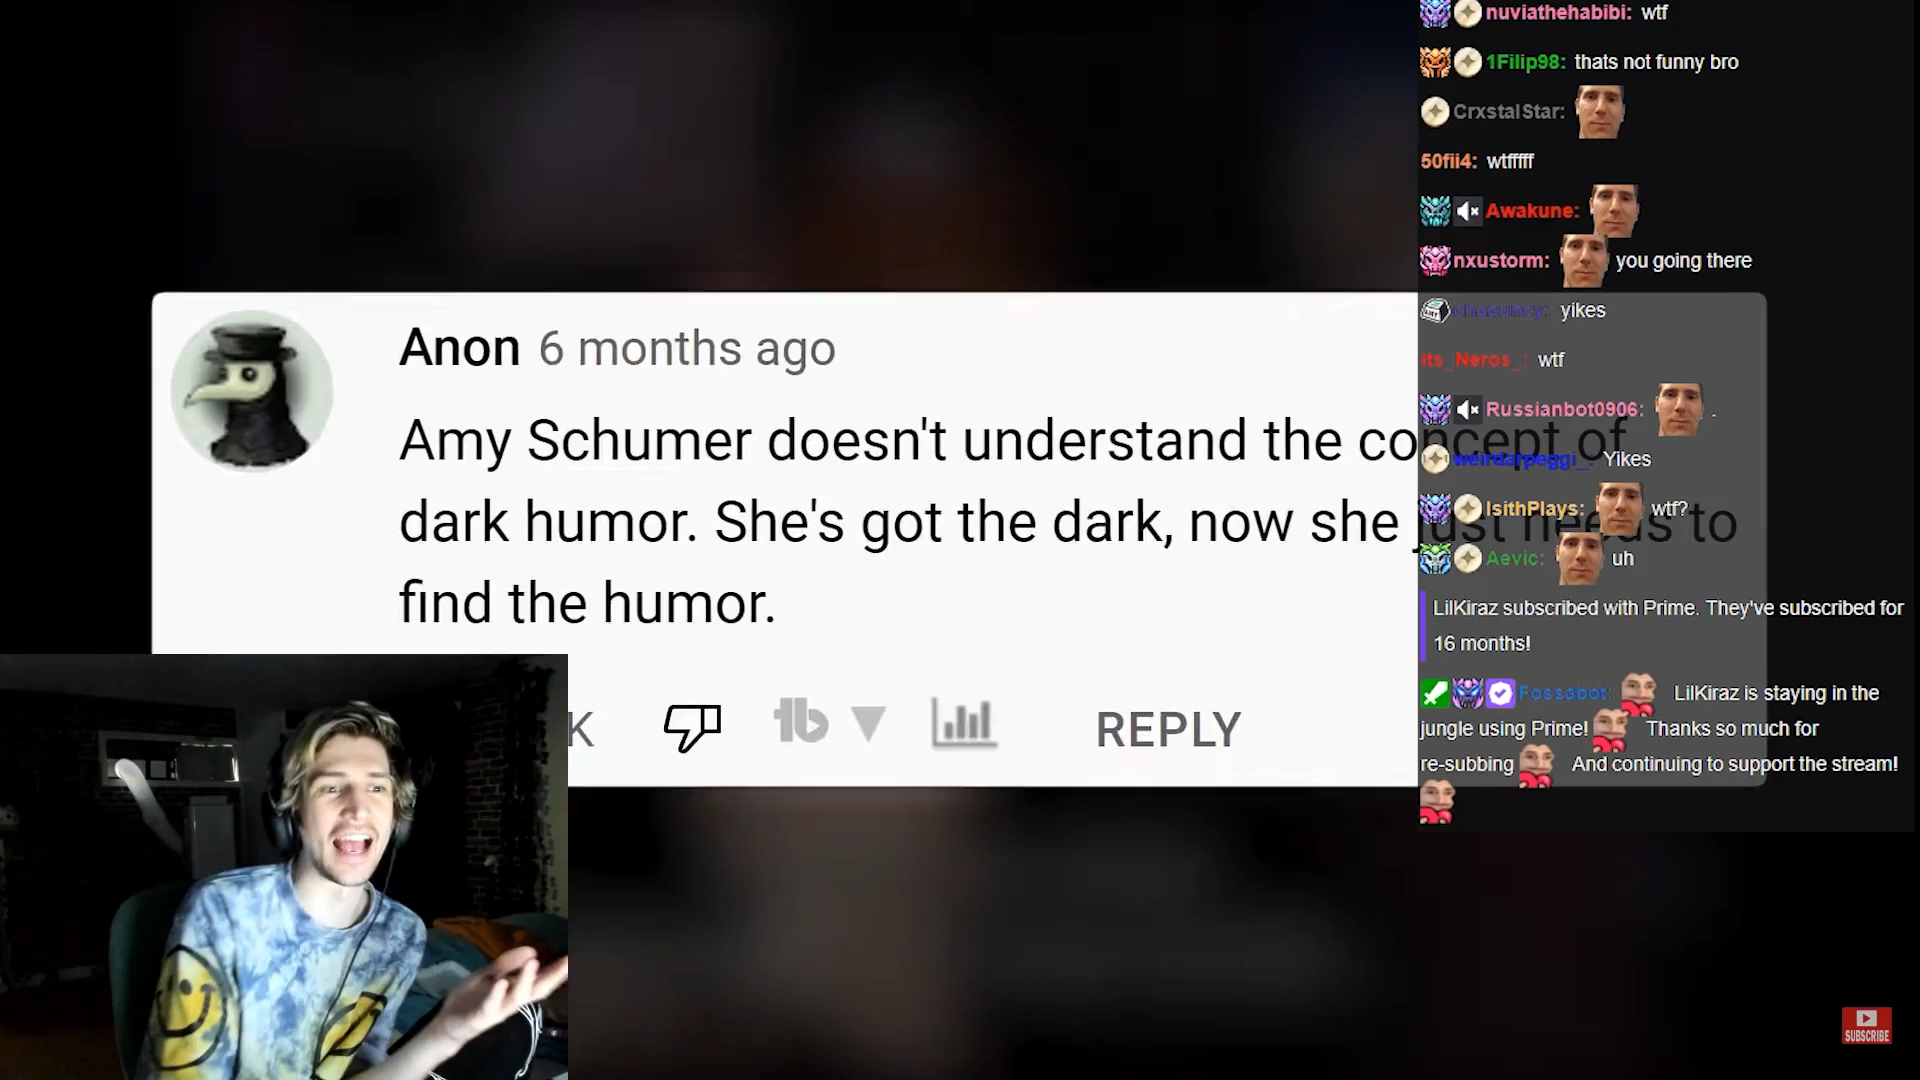 Anon 6 months ago
Amy Schumer doesn't understand the concept of
dark humor. She's got the dark, now she just needs to
find the humor.
K
REPLY
nuviathehabibi: wtf
1Filip98: thats not funny bro
CrxstalStar:
50fii4: wtfffff
Awakune:
nxustorm: you going there
yikes
its_Neros_: wtf
Russianbot0906: .
weirdarpeggi_: Yikes
IsithPlays: wtf?
Aevic: uh
LilKiraz subscribed with Prime. They've subscribed for
16 months!
Fossabot: LilKiraz is staying in the
jungle using Prime! Thanks so much for
re-subbing And continuing to support the stream!
SUBSCRIBE